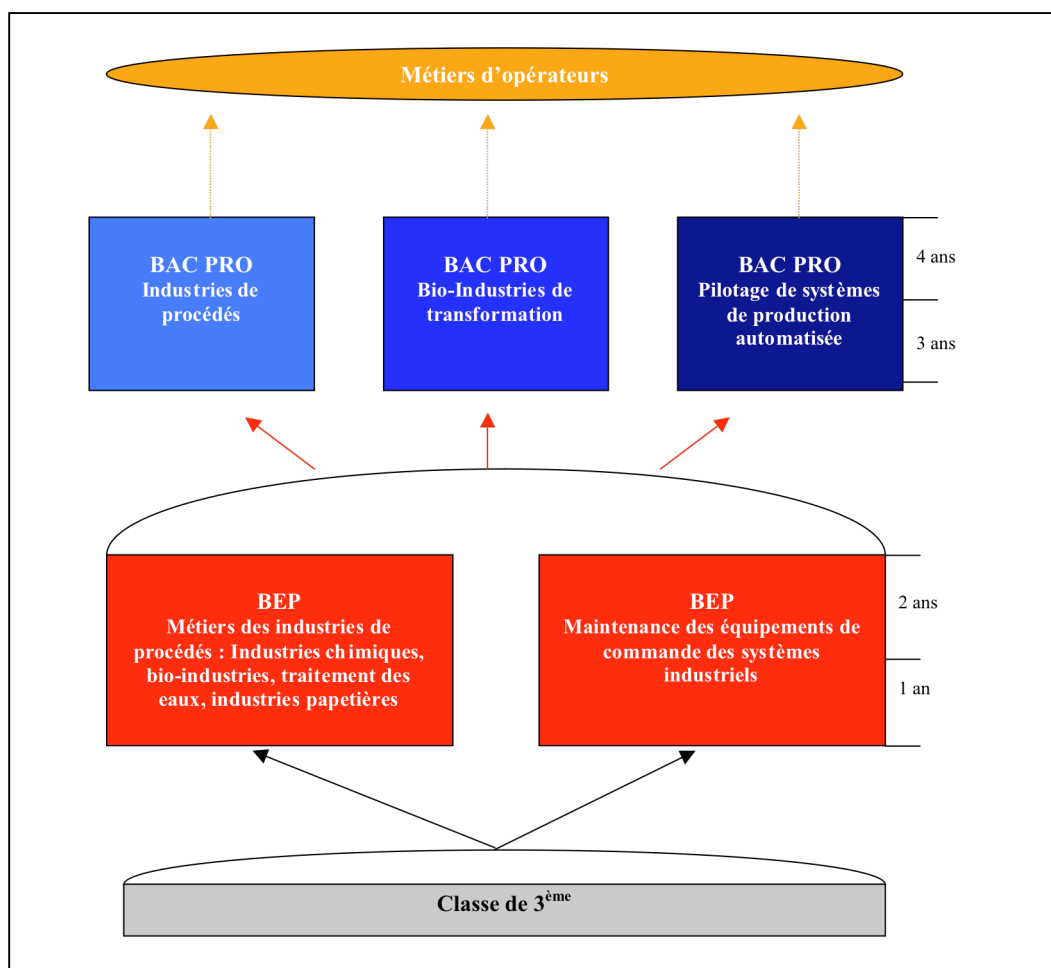 Métiers d’opérateurs
BAC PRO
Industries de
procédés
BAC PRO
Bio-Industries de
transformation
BAC PRO
Pilotage de systèmes
de production
automatisée
4 ans
3 ans
BEP
Métiers des industries de
procédés : Industries chimiques,
bio-industries, traitement des
eaux, industries papetières
BEP
Maintenance des équipements de
commande des systèmes
industriels
2 ans
1 an
Classe de 3ème